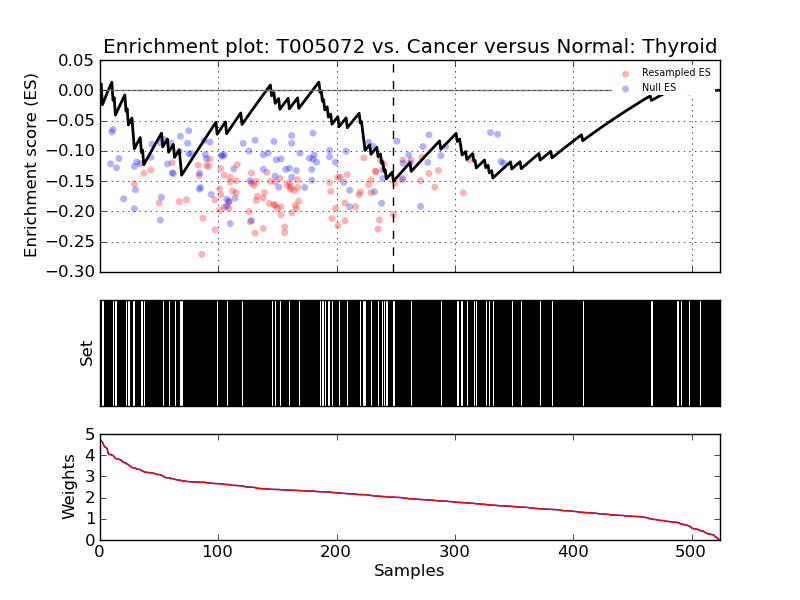 Enrichment plot: T005072 vs. Cancer versus Normal: Thyroid
0.05
0.00
−0.05
−0.10
−0.15
−0.20
−0.25
−0.30
Enrichment score (ES)
Resampled ES
Null ES
Set
5
4
3
2
1
0
Weights
0
100
200
300
400
500
Samples